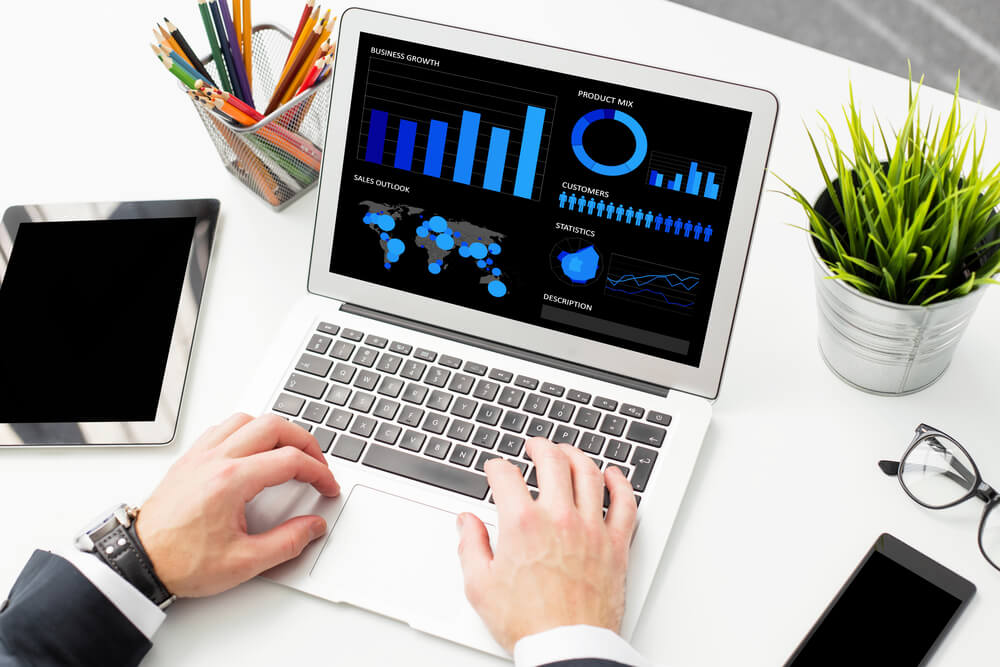 BUSINESS GROWTH
PRODUCT MIX
SALES OUTLOOK
CUSTOMERS
STATISTICS
DESCRIPTION